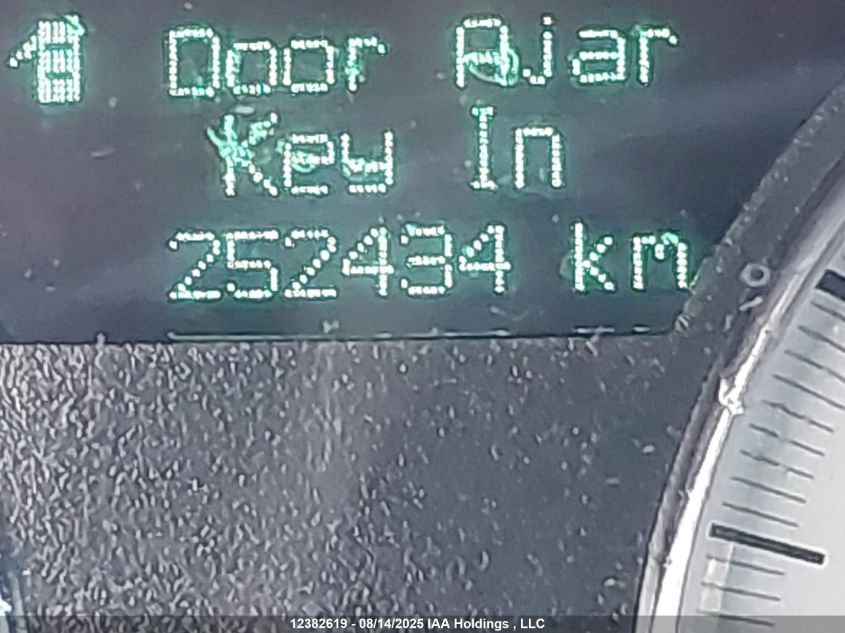 Door Ajar
Key In
252434 km
12382619 - 08/14/2025 IAA Holdings , LLC